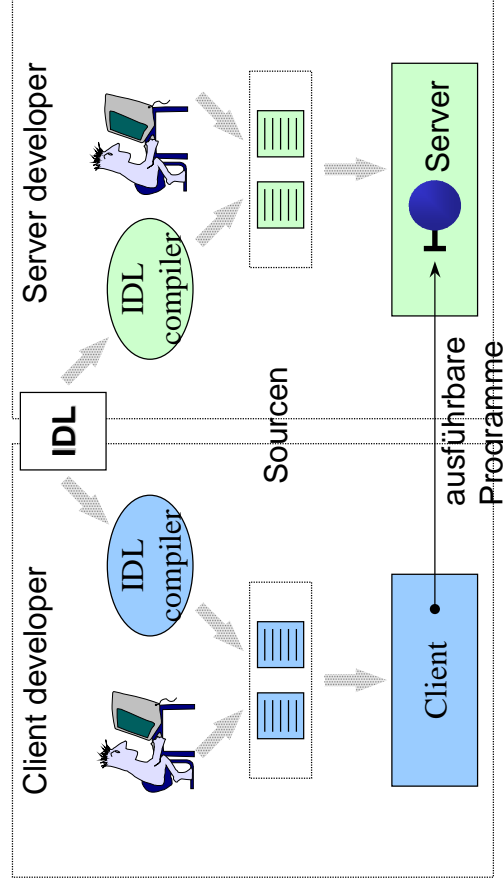 Client developer
Server developer
IDL
IDL
compiler
IDL
compiler
Sourcen
Client
ausführbare
Programme
Server